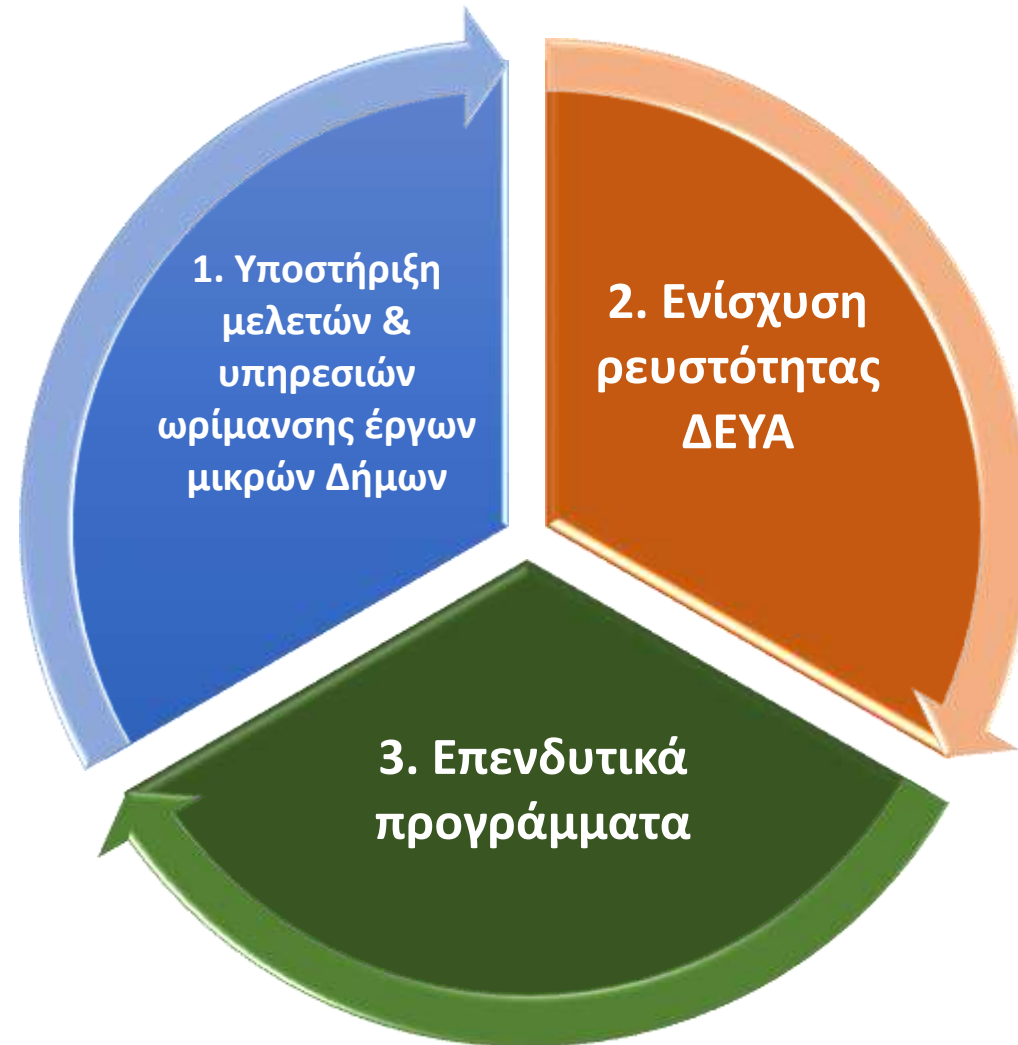 1. Υποστήριξη
μελετών &
υπηρεσιών
ωρίμανσης έργων
μικρών Δήμων
2. Ενίσχυση
ρευστότητας
ΔΕΥΑ
3. Επενδυτικά
προγράμματα